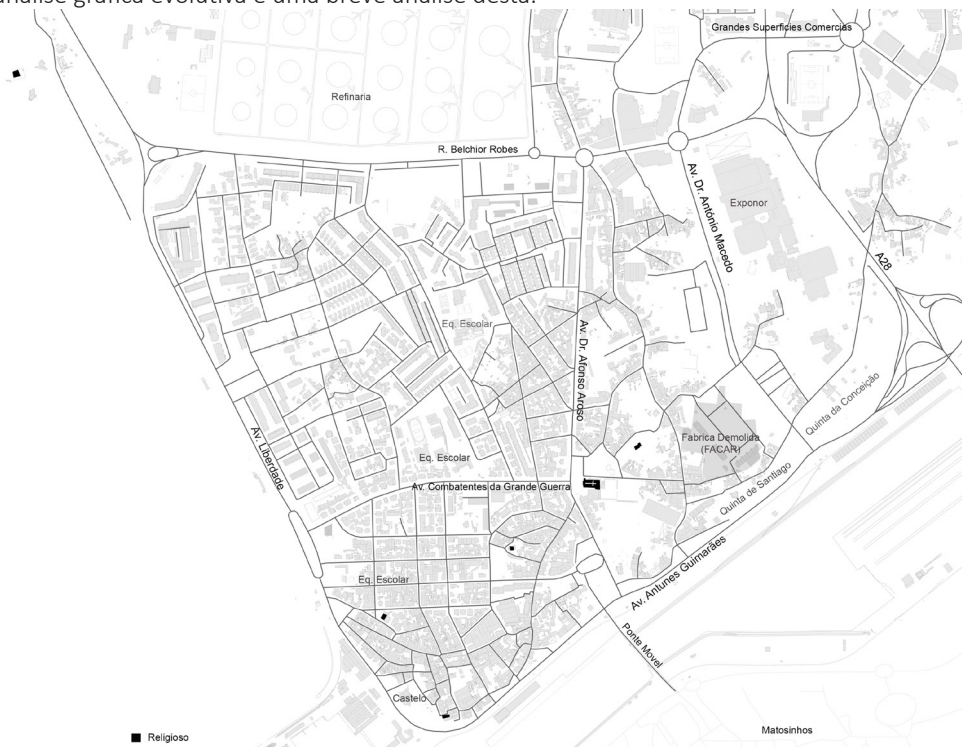 análise gráfica evolutiva e uma breve análise desta.
Grandes Superficies Comercias
Refinaria
R. Belchior Robes
Av. Dr. António Macedo
Exponor
A28
Eq. Escolar
Av. Dr. Afonso Aroso
Quinta da Conceição
Av. Liberdade
Fabrica Demolida
(FACAR)
Eq. Escolar
Av. Combatentes da Grande Guerra
Quinta de Santiago
Eq. Escolar
Av. Antunes Guimarães
Ponte Movel
Castelo
Matosinhos
Religioso